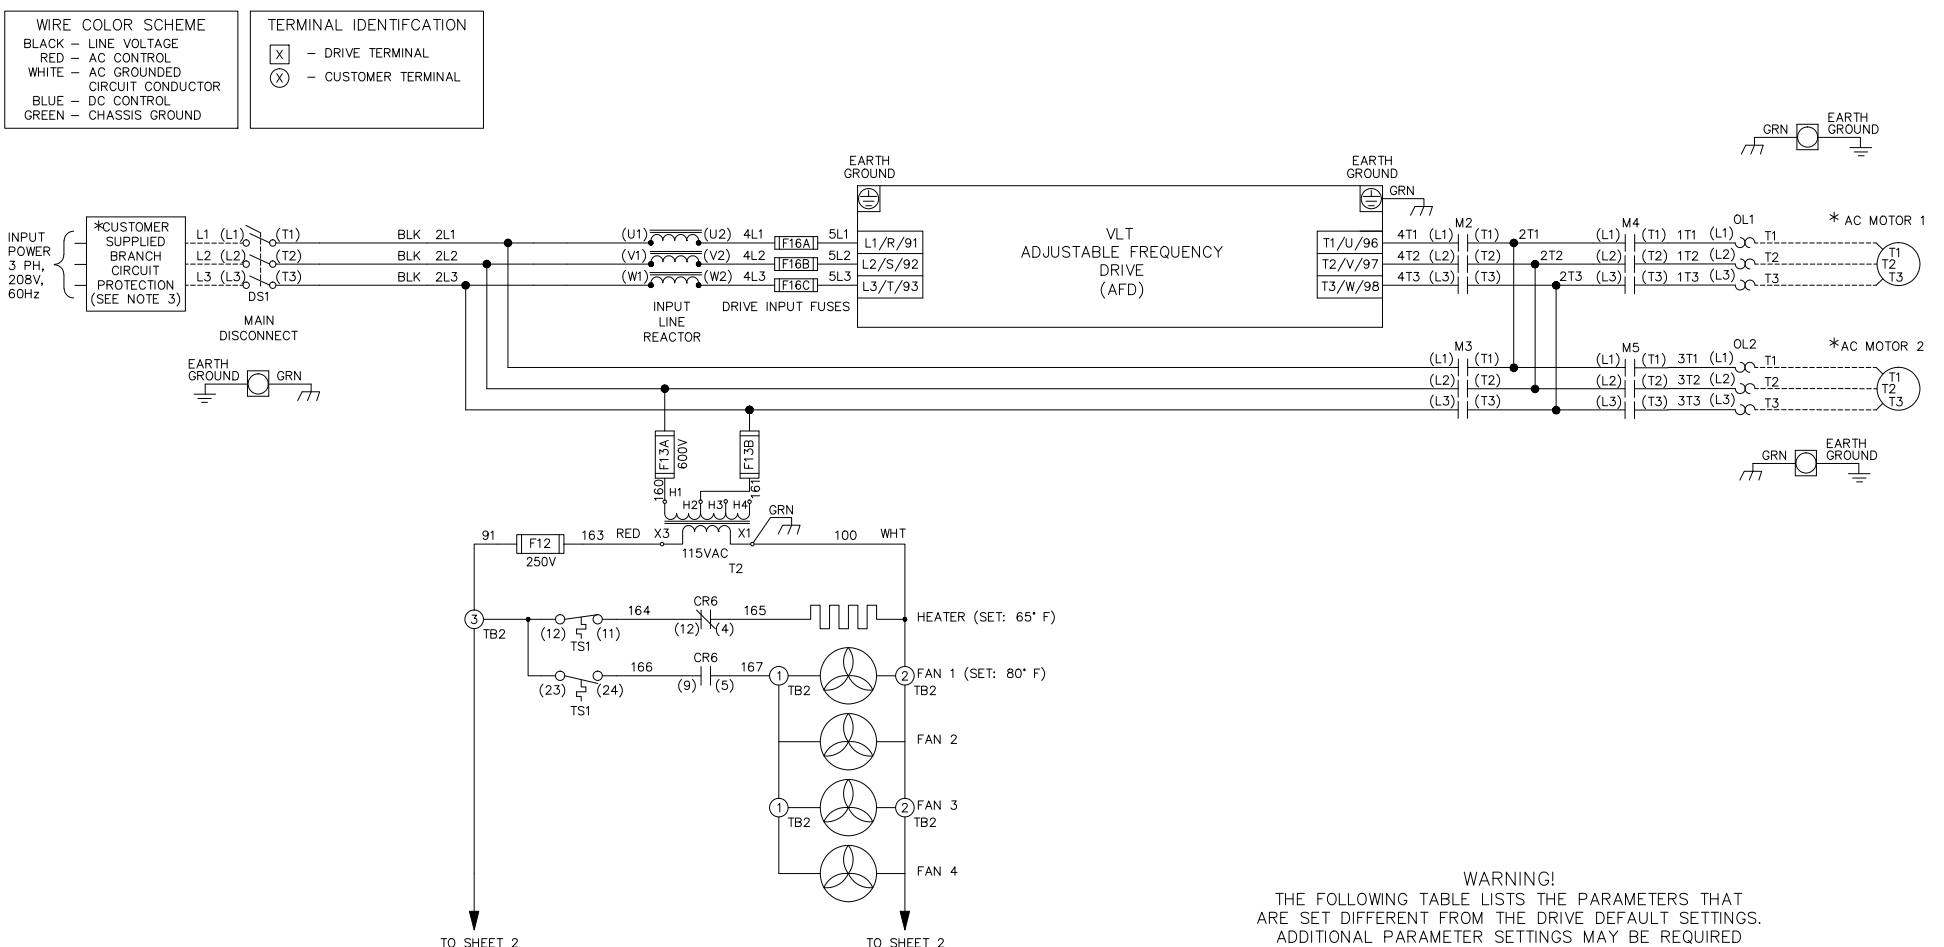 WIRE COLOR SCHEME
BLACK – LINE VOLTAGE
RED – AC CONTROL
WHITE – AC GROUNDED
CIRCUIT CONDUCTOR
BLUE – DC CONTROL
GREEN – CHASSIS GROUND
TERMINAL IDENTIFCATION
X – DRIVE TERMINAL
X – CUSTOMER TERMINAL
GRN
EARTH
GROUND
INPUT
POWER
3 PH,
208V,
60Hz
*CUSTOMER
SUPPLIED
BRANCH
CIRCUIT
PROTECTION
(SEE NOTE 3)
L1 (L1) (T1) BLK 2L1 (U1) (U2) 4L1 F16A 5L1
L2 (L2) (T2) BLK 2L2 (V1) (V2) 4L2 F16B 5L2
L3 (L3) (T3) BLK 2L3 (W1) (W2) 4L3 F16C 5L3
DS1
MAIN
DISCONNECT
INPUT
LINE
REACTOR
DRIVE INPUT FUSES
EARTH
GROUND
L1/R/91
L2/S/92
L3/T/93
VLT
ADJUSTABLE FREQUENCY
DRIVE
(AFD)
EARTH
GROUND
GRN
T1/U/96
T2/V/97
T3/W/98
M2 M4 OL1 * AC MOTOR 1
4T1 (L1) (T1) 2T1 (L1) (T1) 1T1 (L1) T1
4T2 (L2) (T2) 2T2 (L2) (T2) 1T2 (L2) T2
4T3 (L3) (T3) 2T3 (L3) (T3) 1T3 (L3) T3
T1
T2
T3
EARTH
GROUND
GRN
M3 M5 OL2 *AC MOTOR 2
(L1) (T1) (L1) (T1) 3T1 (L1) T1
(L2) (T2) (L2) (T2) 3T2 (L2) T2
(L3) (T3) (L3) (T3) 3T3 (L3) T3
T1
T2
T3
GRN
EARTH
GROUND
F13A
600V
F13B
160
161
H1
H2 H3 H4
GRN
91 F12 163 RED X3 X1 100 WHT
250V
115VAC
T2
3
TB2
(12) (11) 164 CR6 (12) (4) 165 HEATER (SET: 65° F)
TS1
(23) (24) 166 CR6 (9) (5) 167 1 2 FAN 1 (SET: 80° F)
TS1
TB2 TB2
FAN 2
1 2 FAN 3
TB2 TB2
FAN 4
TO SHEET 2
TO SHEET 2
WARNING!
THE FOLLOWING TABLE LISTS THE PARAMETERS THAT
ARE SET DIFFERENT FROM THE DRIVE DEFAULT SETTINGS.
ADDITIONAL PARAMETER SETTINGS MAY BE REQUIRED